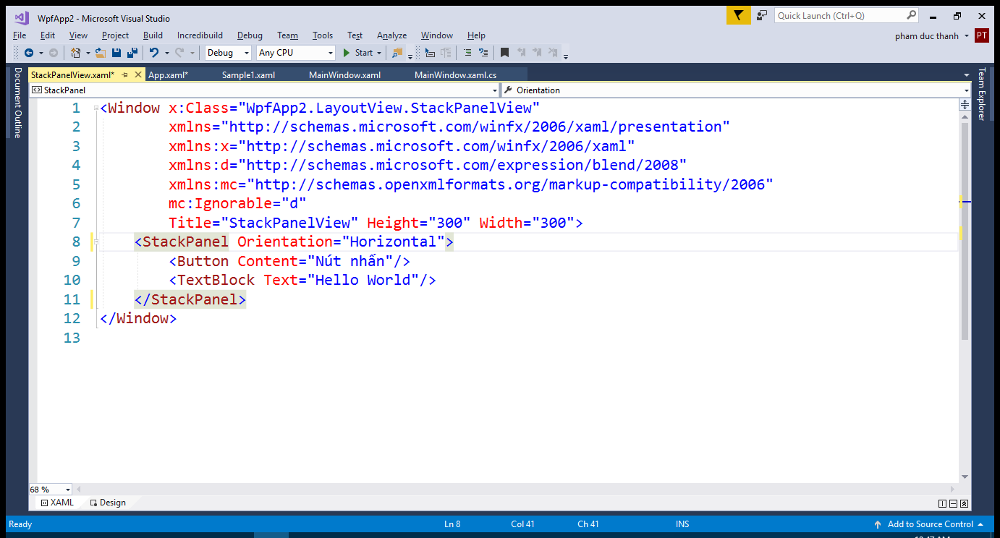 WpfApp2 - Microsoft Visual Studio
Quick Launch (Ctrl+Q)
File Edit View Project Build Incredibuild Debug Team Tools Test Analyze Window Help
pham duc thanh PT
Debug Any CPU Start
StackPanelView.xaml* App.xaml* Sample1.xaml MainWindow.xaml MainWindow.xaml.cs
Document Outline
Team Explorer
StackPanel Orientation
1 <Window x:Class="WpfApp2.LayoutView.StackPanelView"
2 xmlns="http://schemas.microsoft.com/winfx/2006/xaml/presentation"
3 xmlns:x="http://schemas.microsoft.com/winfx/2006/xaml"
4 xmlns:d="http://schemas.microsoft.com/expression/blend/2008"
5 xmlns:mc="http://schemas.openxmlformats.org/markup-compatibility/2006"
6 mc:Ignorable="d"
7 Title="StackPanelView" Height="300" Width="300">
8 <StackPanel Orientation="Horizontal">
9 <Button Content="Nút nhấn"/>
10 <TextBlock Text="Hello World"/>
11 </StackPanel>
12 </Window>
13
68 %
XAML Design
Ready Ln 8 Col 41 Ch 41 INS Add to Source Control